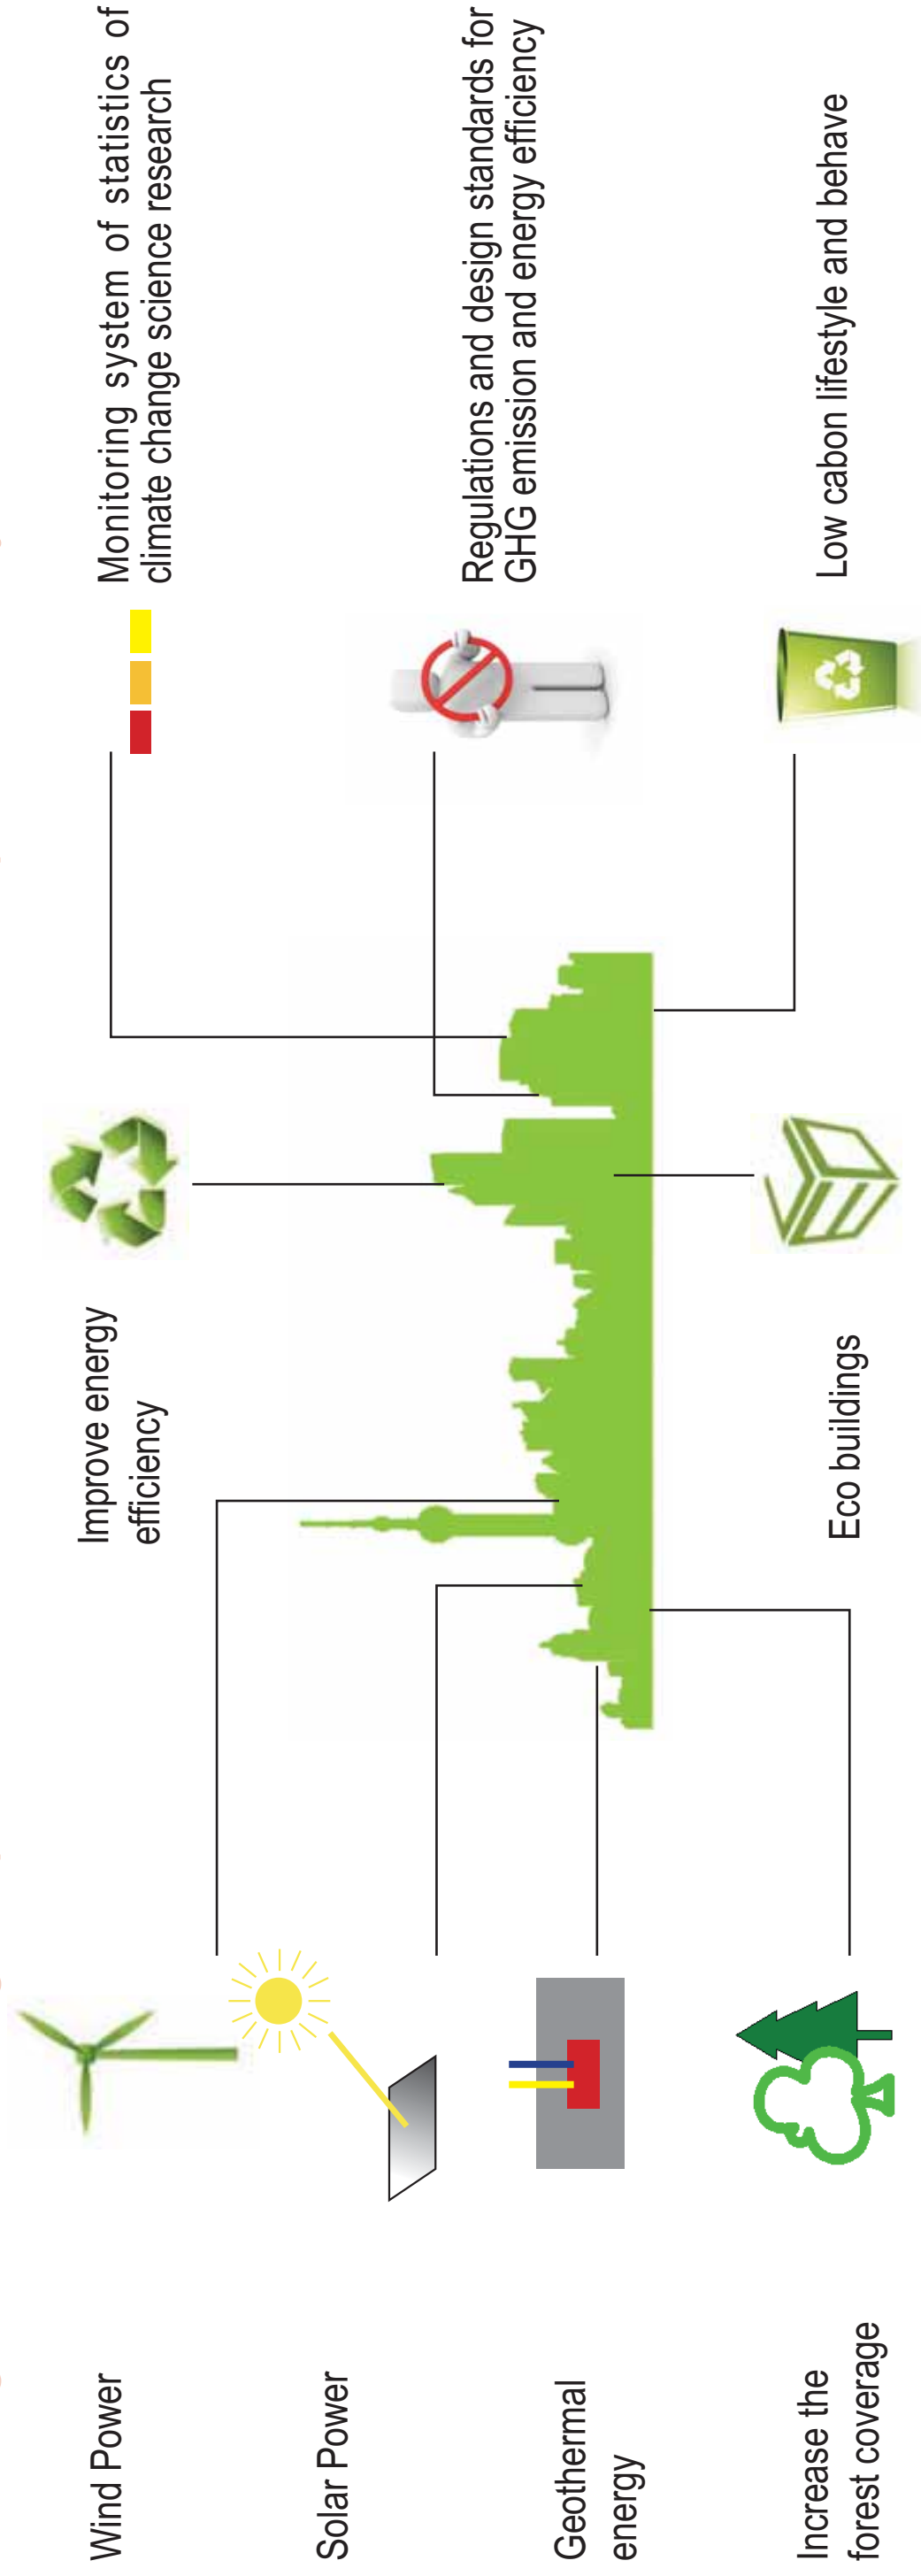 Wind Power
Solar Power
Geothermal
energy
Increase the
forest coverage
Improve energy
efficiency
Eco buildings
Monitoring system of statistics of
climate change science research
Regulations and design standards for
GHG emission and energy efficiency
Low cabon lifestyle and behave